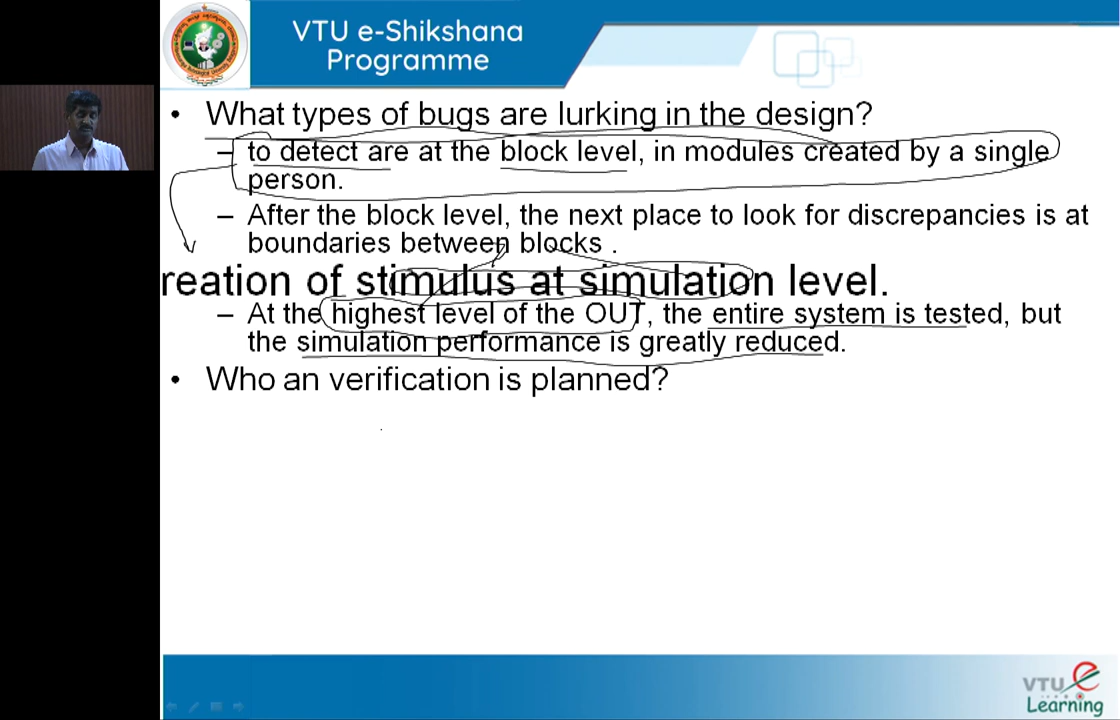 VTU e-Shikshana
Programme
• What types of bugs are lurking in the design?
– to detect are at the block level, in modules created by a single
person.
– After the block level, the next place to look for discrepancies is at
boundaries between blocks .
reation of stimulus at simulation level.
– At the highest level of the OUT, the entire system is tested, but
the simulation performance is greatly reduced.
• Who an verification is planned?
VTU e
Learning